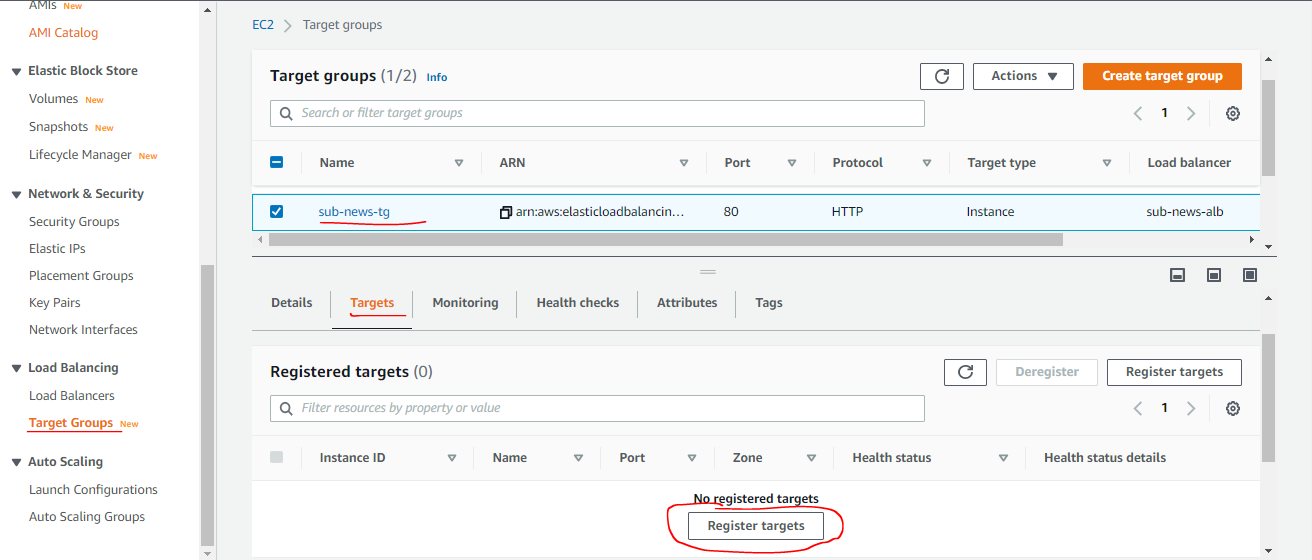 AMIs New
AMI Catalog
Elastic Block Store
Volumes New
Snapshots New
Lifecycle Manager New
Network & Security
Security Groups
Elastic IPs
Placement Groups
Key Pairs
Network Interfaces
Load Balancing
Load Balancers
Target Groups New
Auto Scaling
Launch Configurations
Auto Scaling Groups
EC2 Target groups
Target groups (1/2) Info
Actions Create target group
Search or filter target groups
1
Name ARN Port Protocol Target type Load balancer
sub-news-tg arn:aws:elasticloadbalancin... 80 HTTP Instance sub-news-alb
Details Targets Monitoring Health checks Attributes Tags
Registered targets (0)
Deregister Register targets
Filter resources by property or value
1
Instance ID Name Port Zone Health status Health status details
No registered targets
Register targets